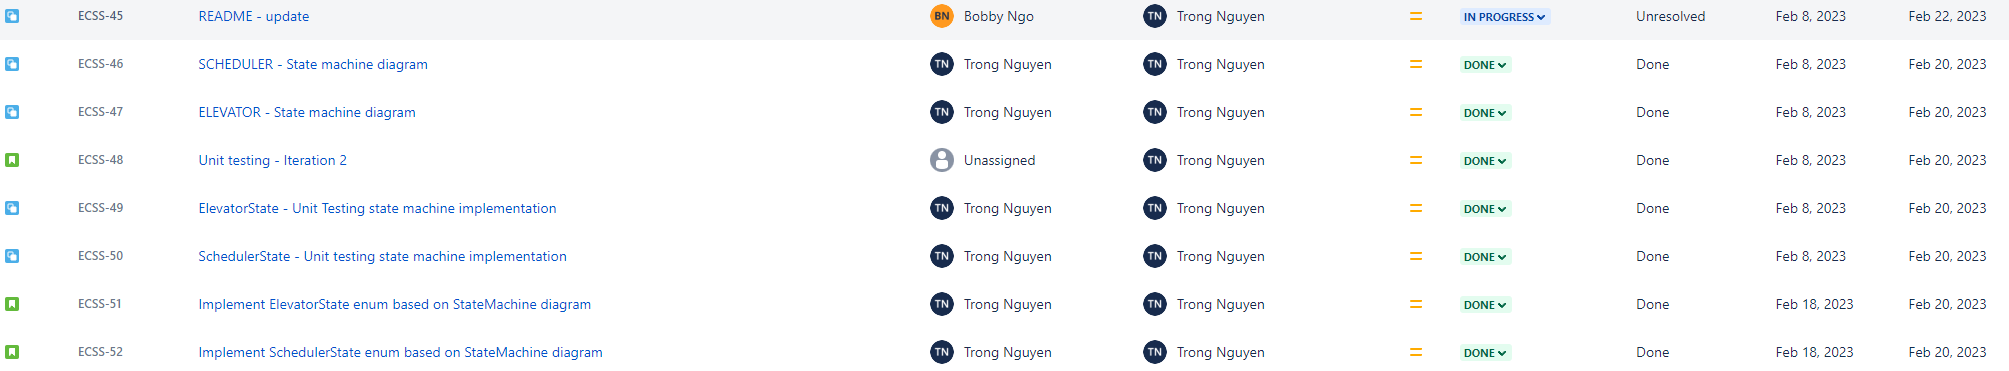 ECSS-45 README - update BN Bobby Ngo TN Trong Nguyen IN PROGRESS Unresolved Feb 8, 2023 Feb 22, 2023
ECSS-46 SCHEDULER - State machine diagram TN Trong Nguyen TN Trong Nguyen DONE Done Feb 8, 2023 Feb 20, 2023
ECSS-47 ELEVATOR - State machine diagram TN Trong Nguyen TN Trong Nguyen DONE Done Feb 8, 2023 Feb 20, 2023
ECSS-48 Unit testing - Iteration 2 Unassigned TN Trong Nguyen DONE Done Feb 8, 2023 Feb 20, 2023
ECSS-49 ElevatorState - Unit Testing state machine implementation TN Trong Nguyen TN Trong Nguyen DONE Done Feb 8, 2023 Feb 20, 2023
ECSS-50 SchedulerState - Unit testing state machine implementation TN Trong Nguyen TN Trong Nguyen DONE Done Feb 8, 2023 Feb 20, 2023
ECSS-51 Implement ElevatorState enum based on StateMachine diagram TN Trong Nguyen TN Trong Nguyen DONE Done Feb 18, 2023 Feb 20, 2023
ECSS-52 Implement SchedulerState enum based on StateMachine diagram TN Trong Nguyen TN Trong Nguyen DONE Done Feb 18, 2023 Feb 20, 2023